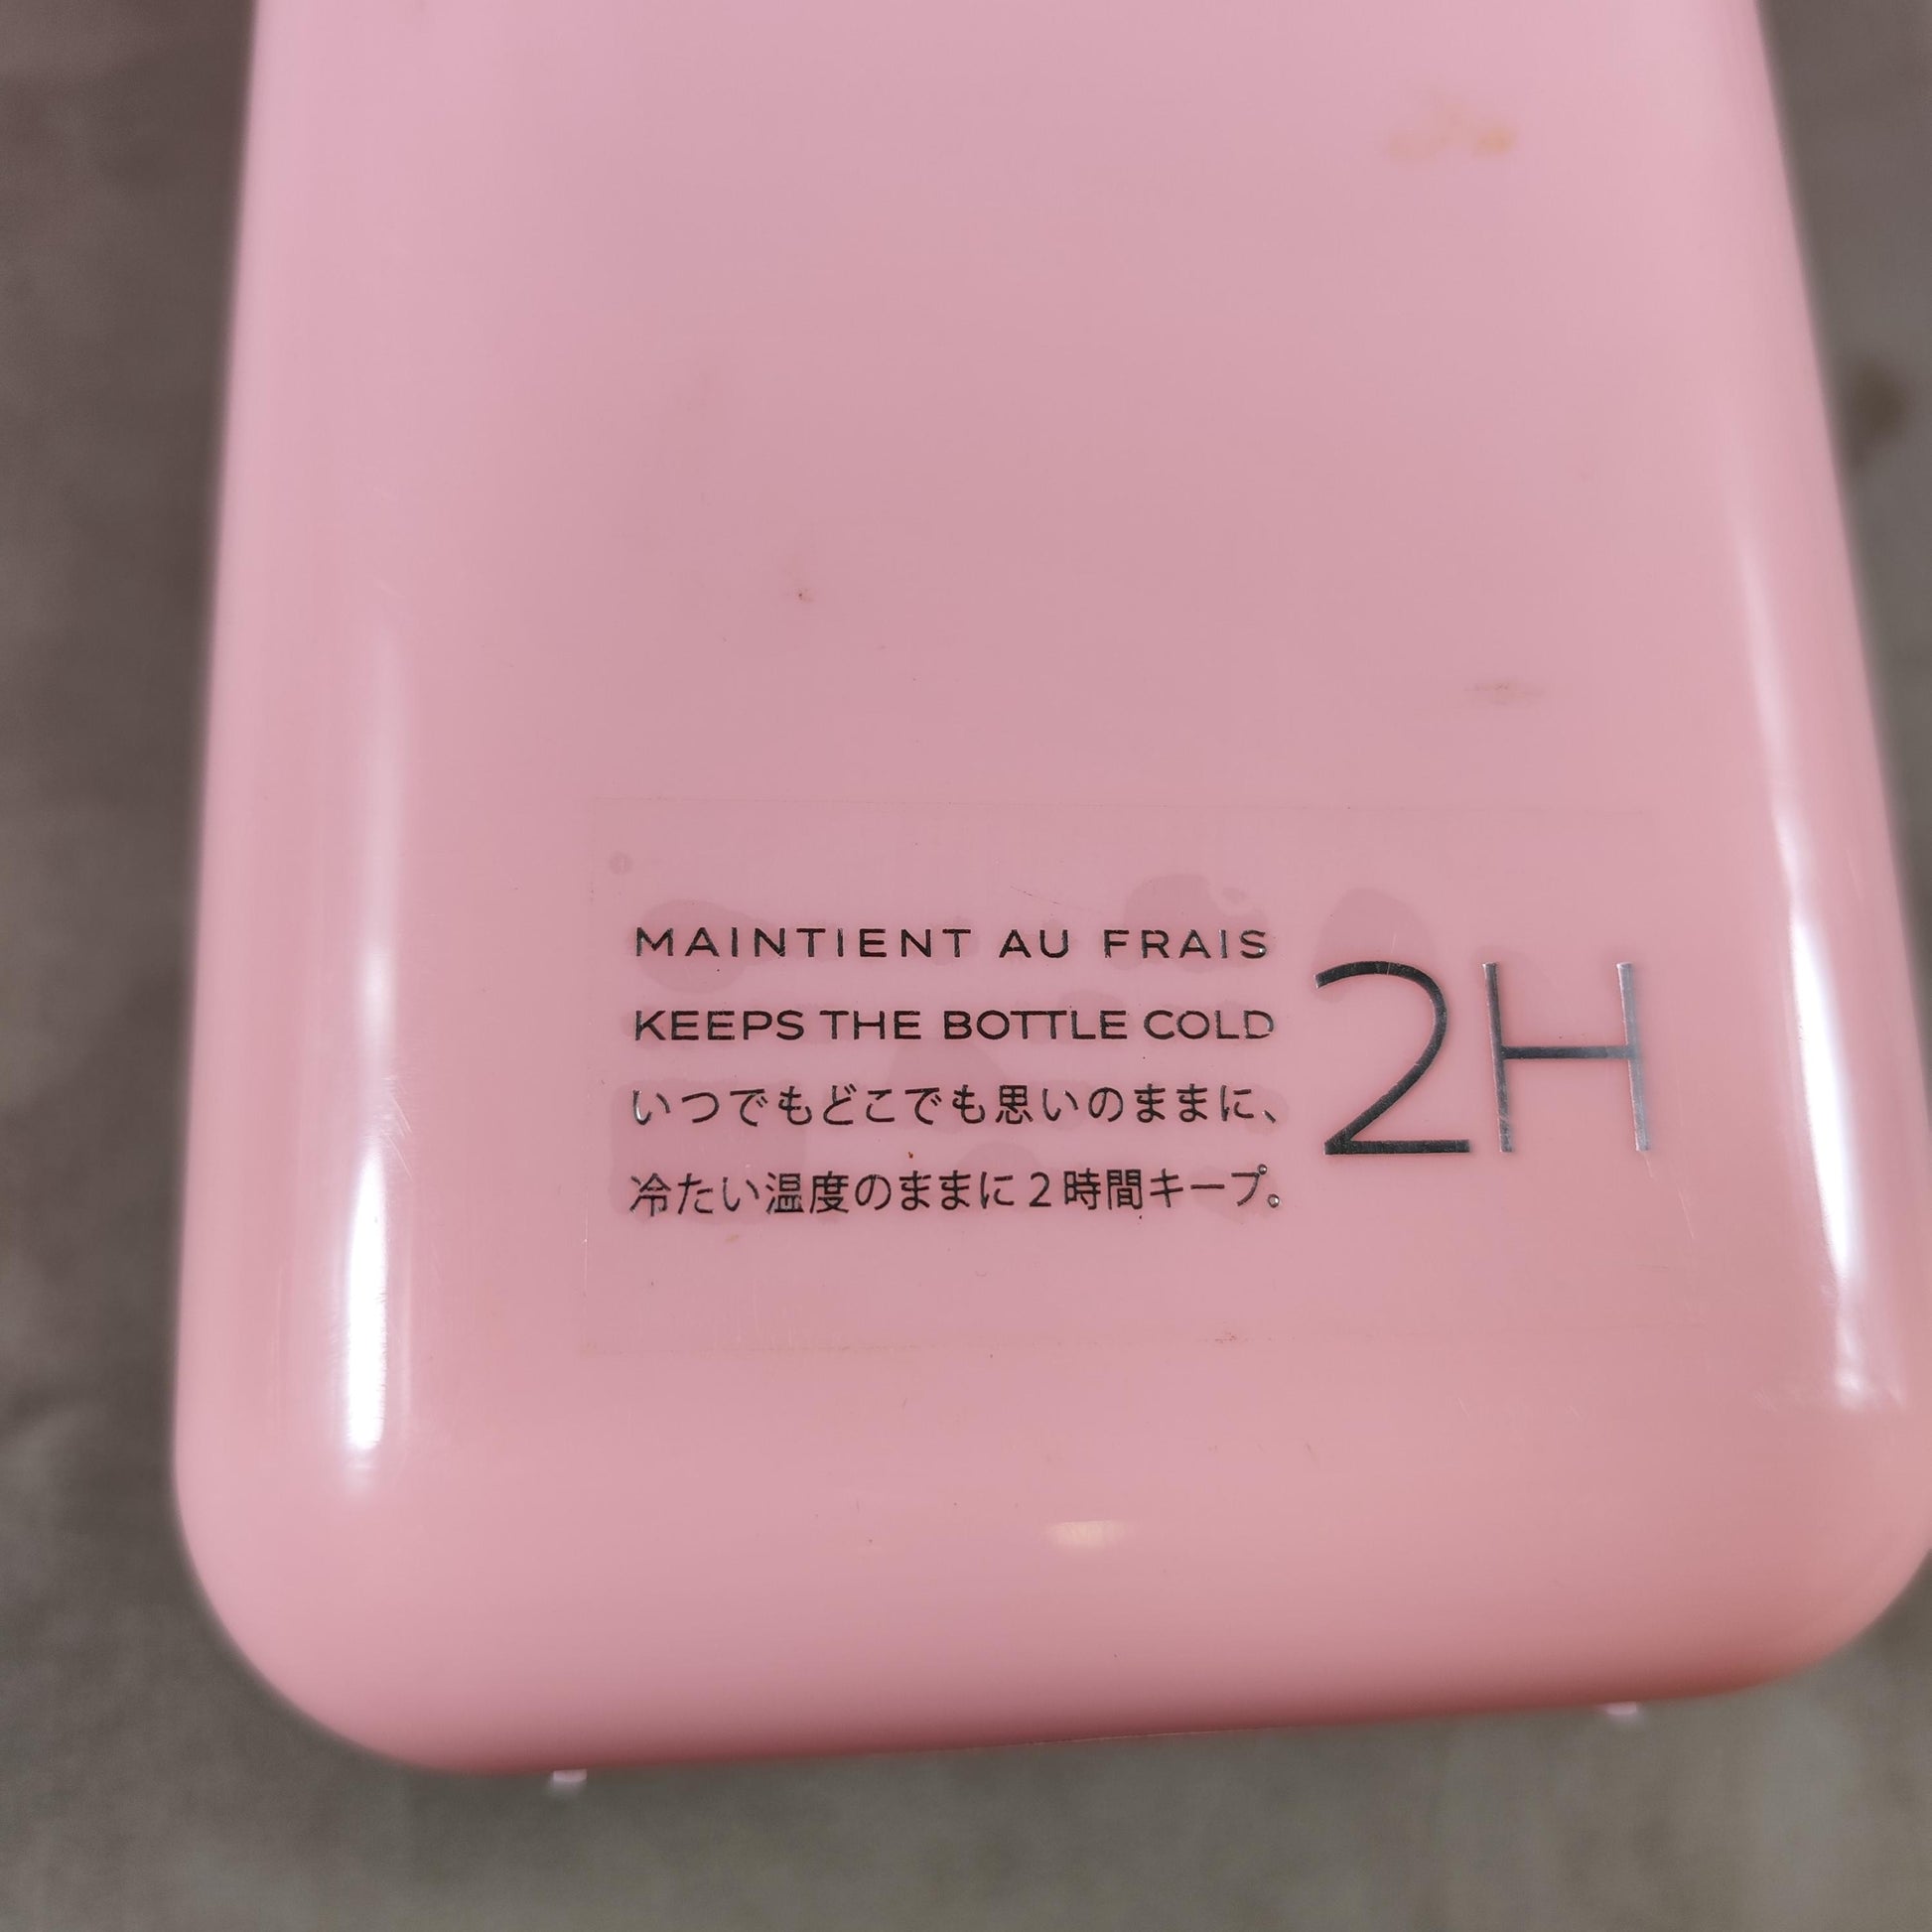 MAINTIENT AU FRAIS
KEEPS THE BOTTLE COLD
いつでもどこでも思いのままに、
冷たい温度のままに2時間キープ。
2H